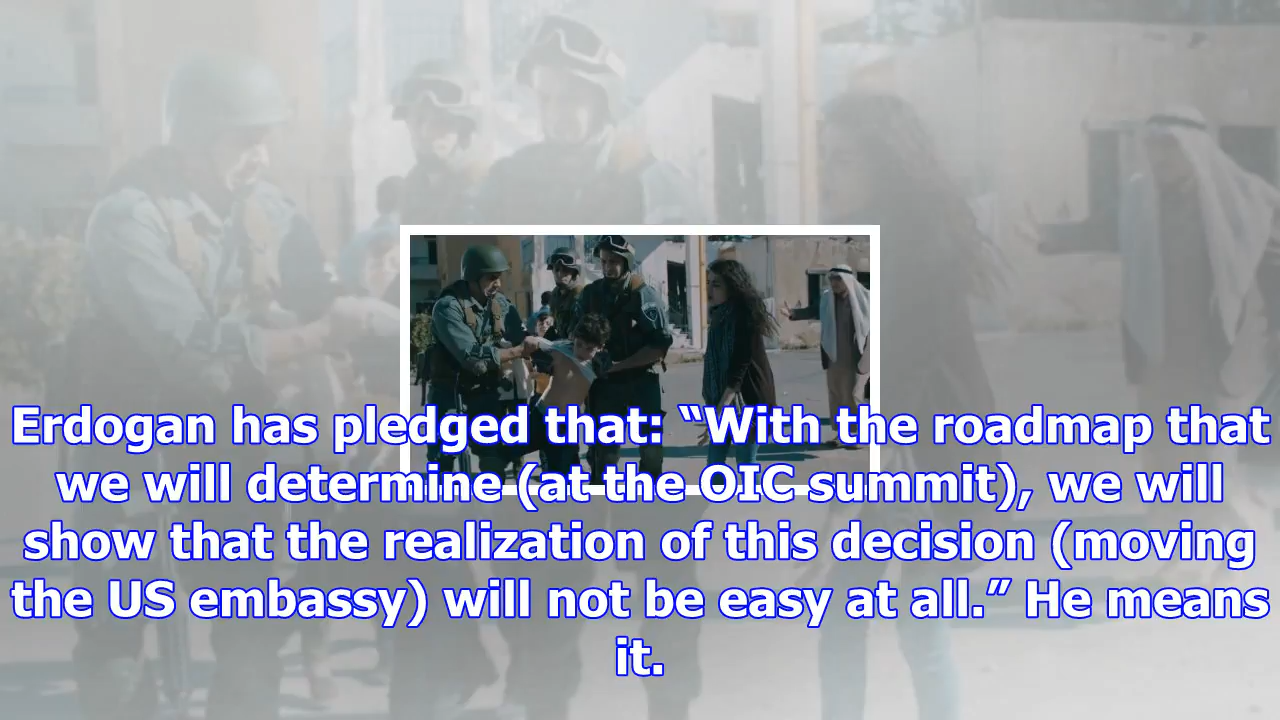 Erdogan has pledged that: “With the roadmap that
we will determine (at the OIC summit), we will
show that the realization of this decision (moving
the US embassy) will not be easy at all.” He means
it.